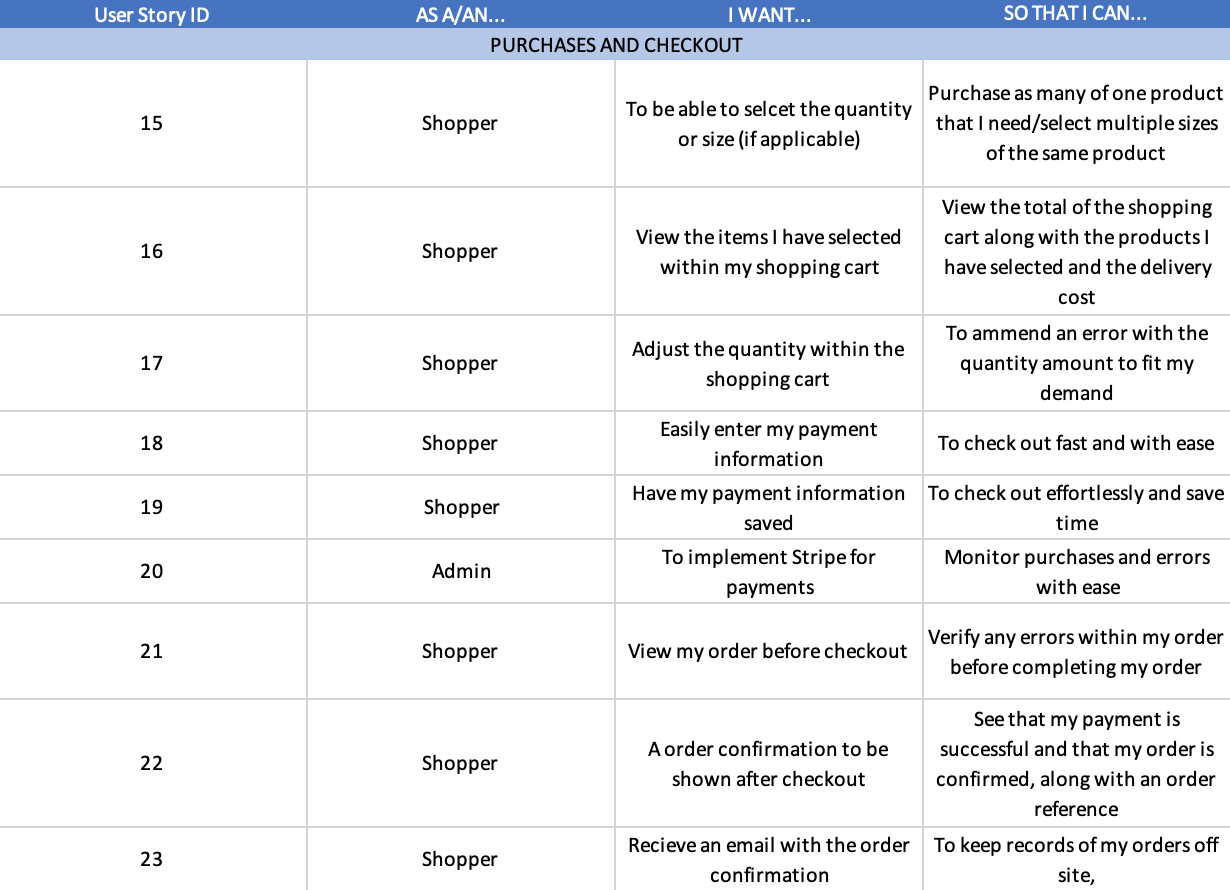 User Story ID AS A/AN... I WANT... SO THAT I CAN...
PURCHASES AND CHECKOUT
15 Shopper To be able to selcet the quantity
or size (if applicable)
Purchase as many of one product
that I need/select multiple sizes
of the same product
16 Shopper View the items I have selected
within my shopping cart
View the total of the shopping
cart along with the products I
have selected and the delivery
cost
17 Shopper Adjust the quantity within the
shopping cart
To ammend an error with the
quantity amount to fit my
demand
18 Shopper Easily enter my payment
information
To check out fast and with ease
19 Shopper Have my payment information
saved
To check out effortlessly and save
time
20 Admin To implement Stripe for
payments
Monitor purchases and errors
with ease
21 Shopper View my order before checkout
Verify any errors within my order
before completing my order
22 Shopper A order confirmation to be
shown after checkout
See that my payment is
successful and that my order is
confirmed, along with an order
reference
23 Shopper Recieve an email with the order
confirmation
To keep records of my orders off
site,